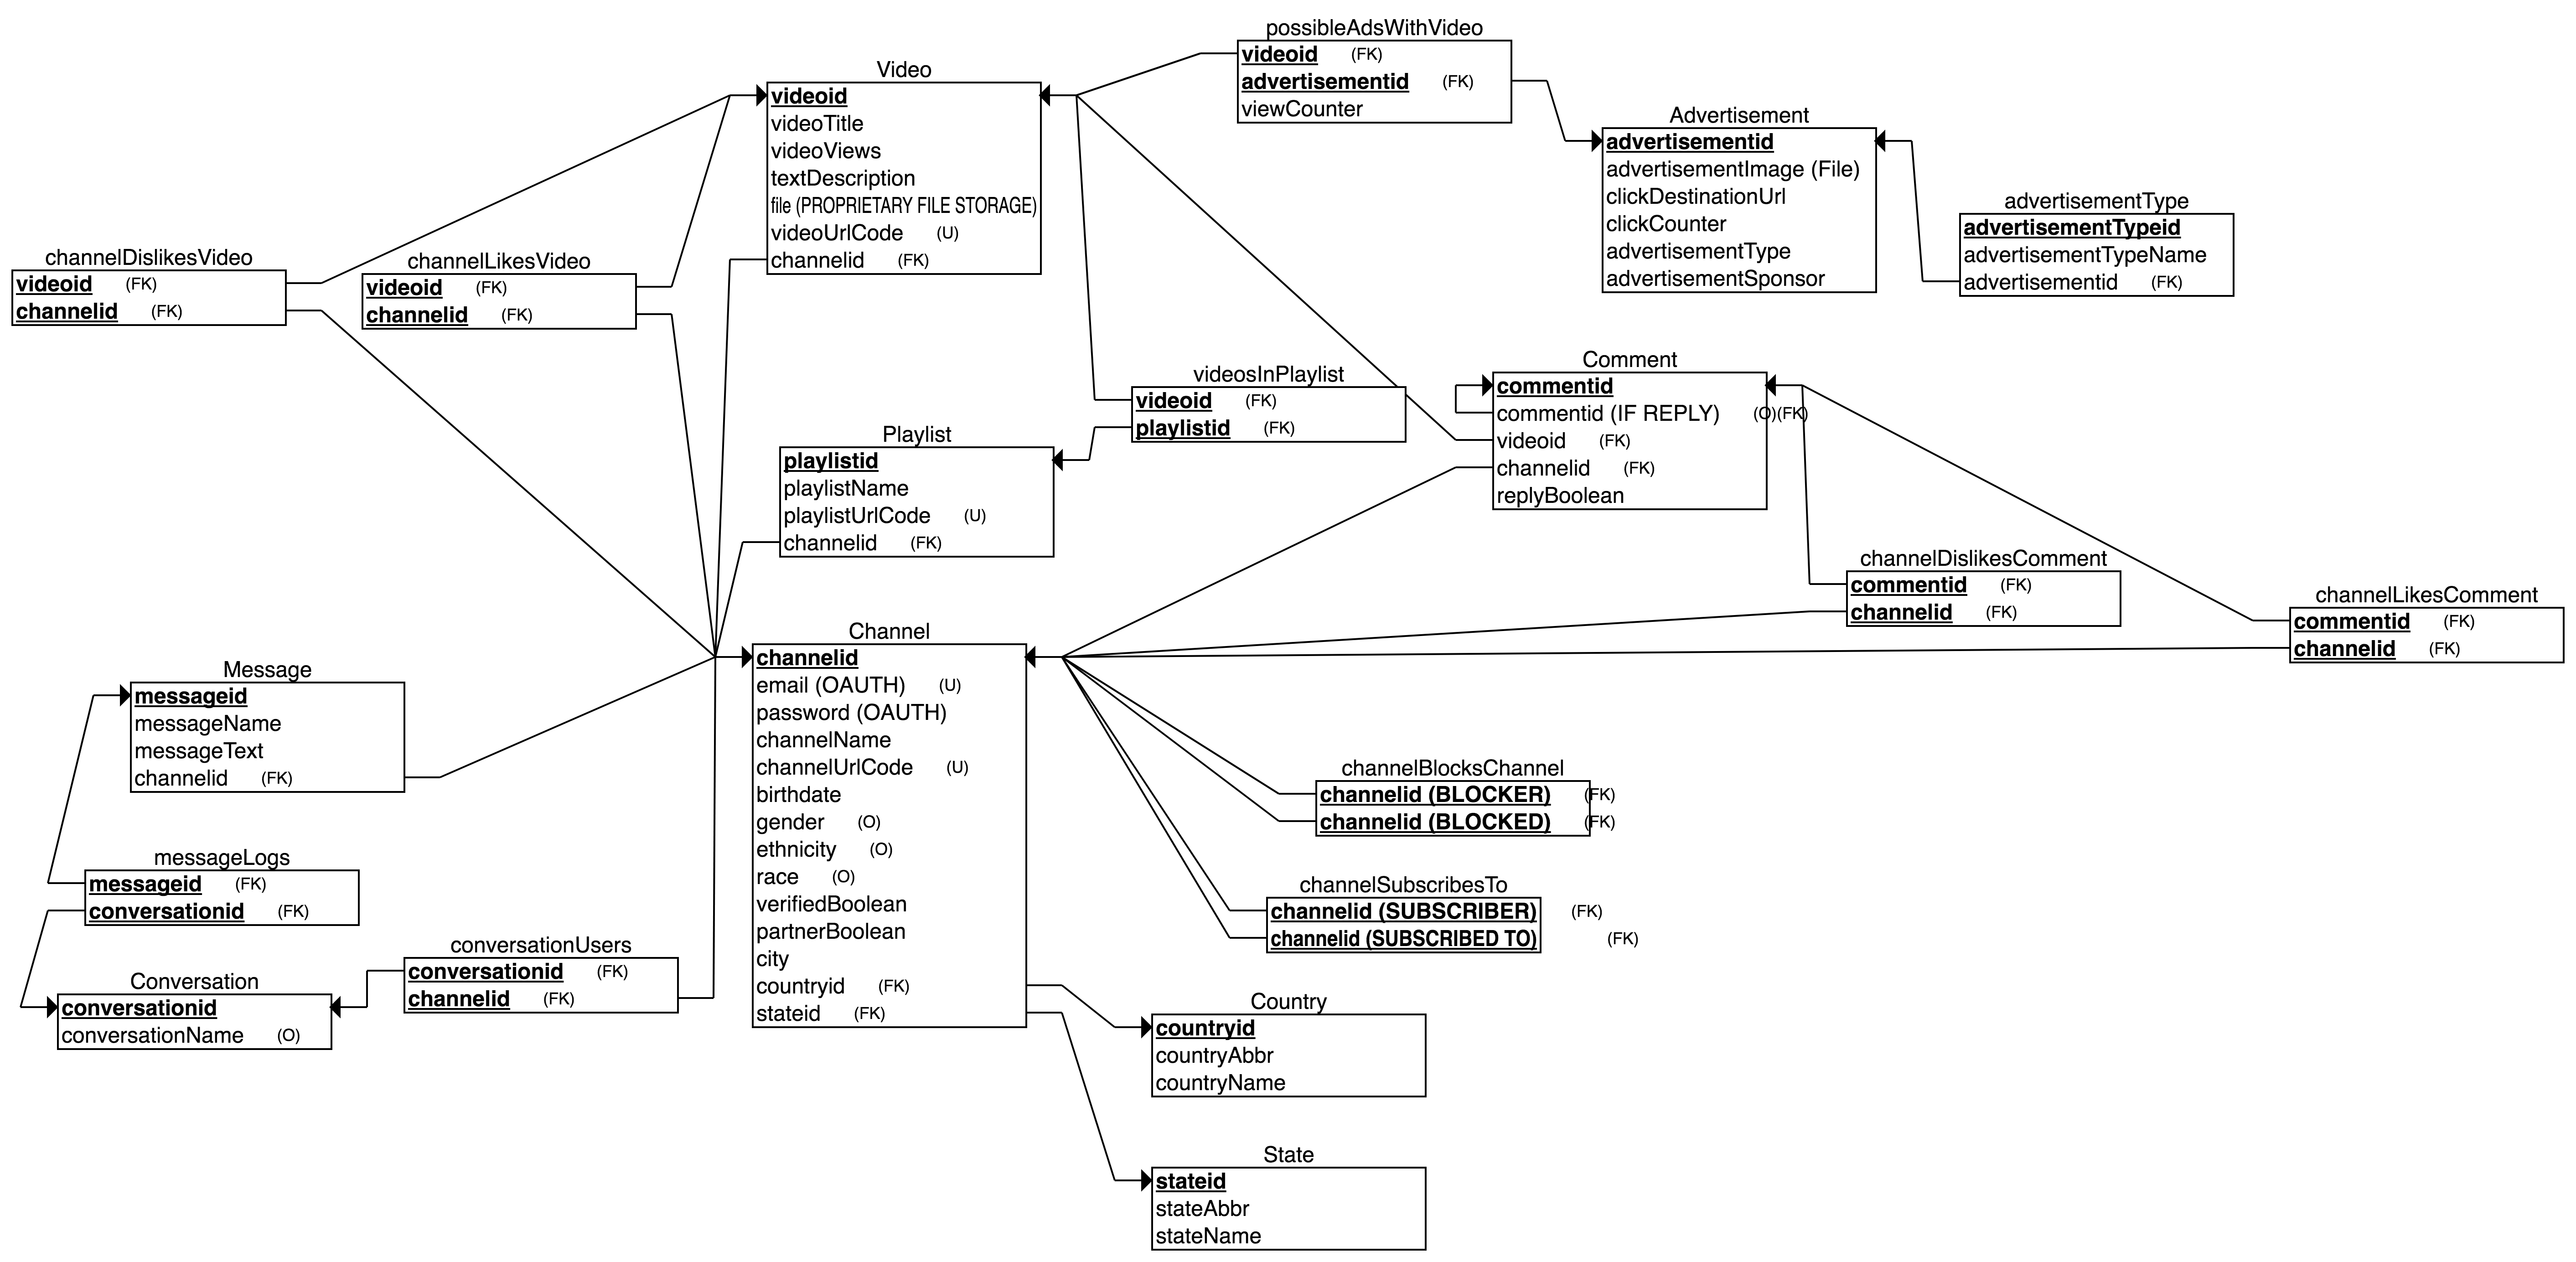 possibleAdsWithVideo
videoid (FK)
advertisementid (FK)
viewCounter
Video
videoid
videoTitle
videoViews
textDescription
file (PROPRIETARY FILE STORAGE)
videoUrlCode (U)
channelid (FK)
Advertisement
advertisementid
advertisementImage (File)
clickDestinationUrl
clickCounter
advertisementType
advertisementSponsor
advertisementType
advertisementTypeid
advertisementTypeName
advertisementid (FK)
channelDislikesVideo
videoid (FK)
channelid (FK)
channelLikesVideo
videoid (FK)
channelid (FK)
videosInPlaylist
videoid (FK)
playlistid (FK)
Comment
commentid
commentid (IF REPLY) (O)(FK)
videoid (FK)
channelid (FK)
replyBoolean
Playlist
playlistid
playlistName
playlistUrlCode (U)
channelid (FK)
channelDislikesComment
commentid (FK)
channelid (FK)
channelLikesComment
commentid (FK)
channelid (FK)
Channel
channelid
email (OAUTH) (U)
password (OAUTH)
channelName
channelUrlCode (U)
birthdate
gender (O)
ethnicity (O)
race (O)
verifiedBoolean
partnerBoolean
city
countryid (FK)
stateid (FK)
Message
messageid
messageName
messageText
channelid (FK)
channelBlocksChannel
channelid (BLOCKER) (FK)
channelid (BLOCKED) (FK)
messageLogs
messageid (FK)
conversationid (FK)
channelSubscribesTo
channelid (SUBSCRIBER) (FK)
channelid (SUBSCRIBED TO) (FK)
conversationUsers
conversationid (FK)
channelid (FK)
Conversation
conversationid
conversationName (O)
Country
countryid
countryAbbr
countryName
State
stateid
stateAbbr
stateName